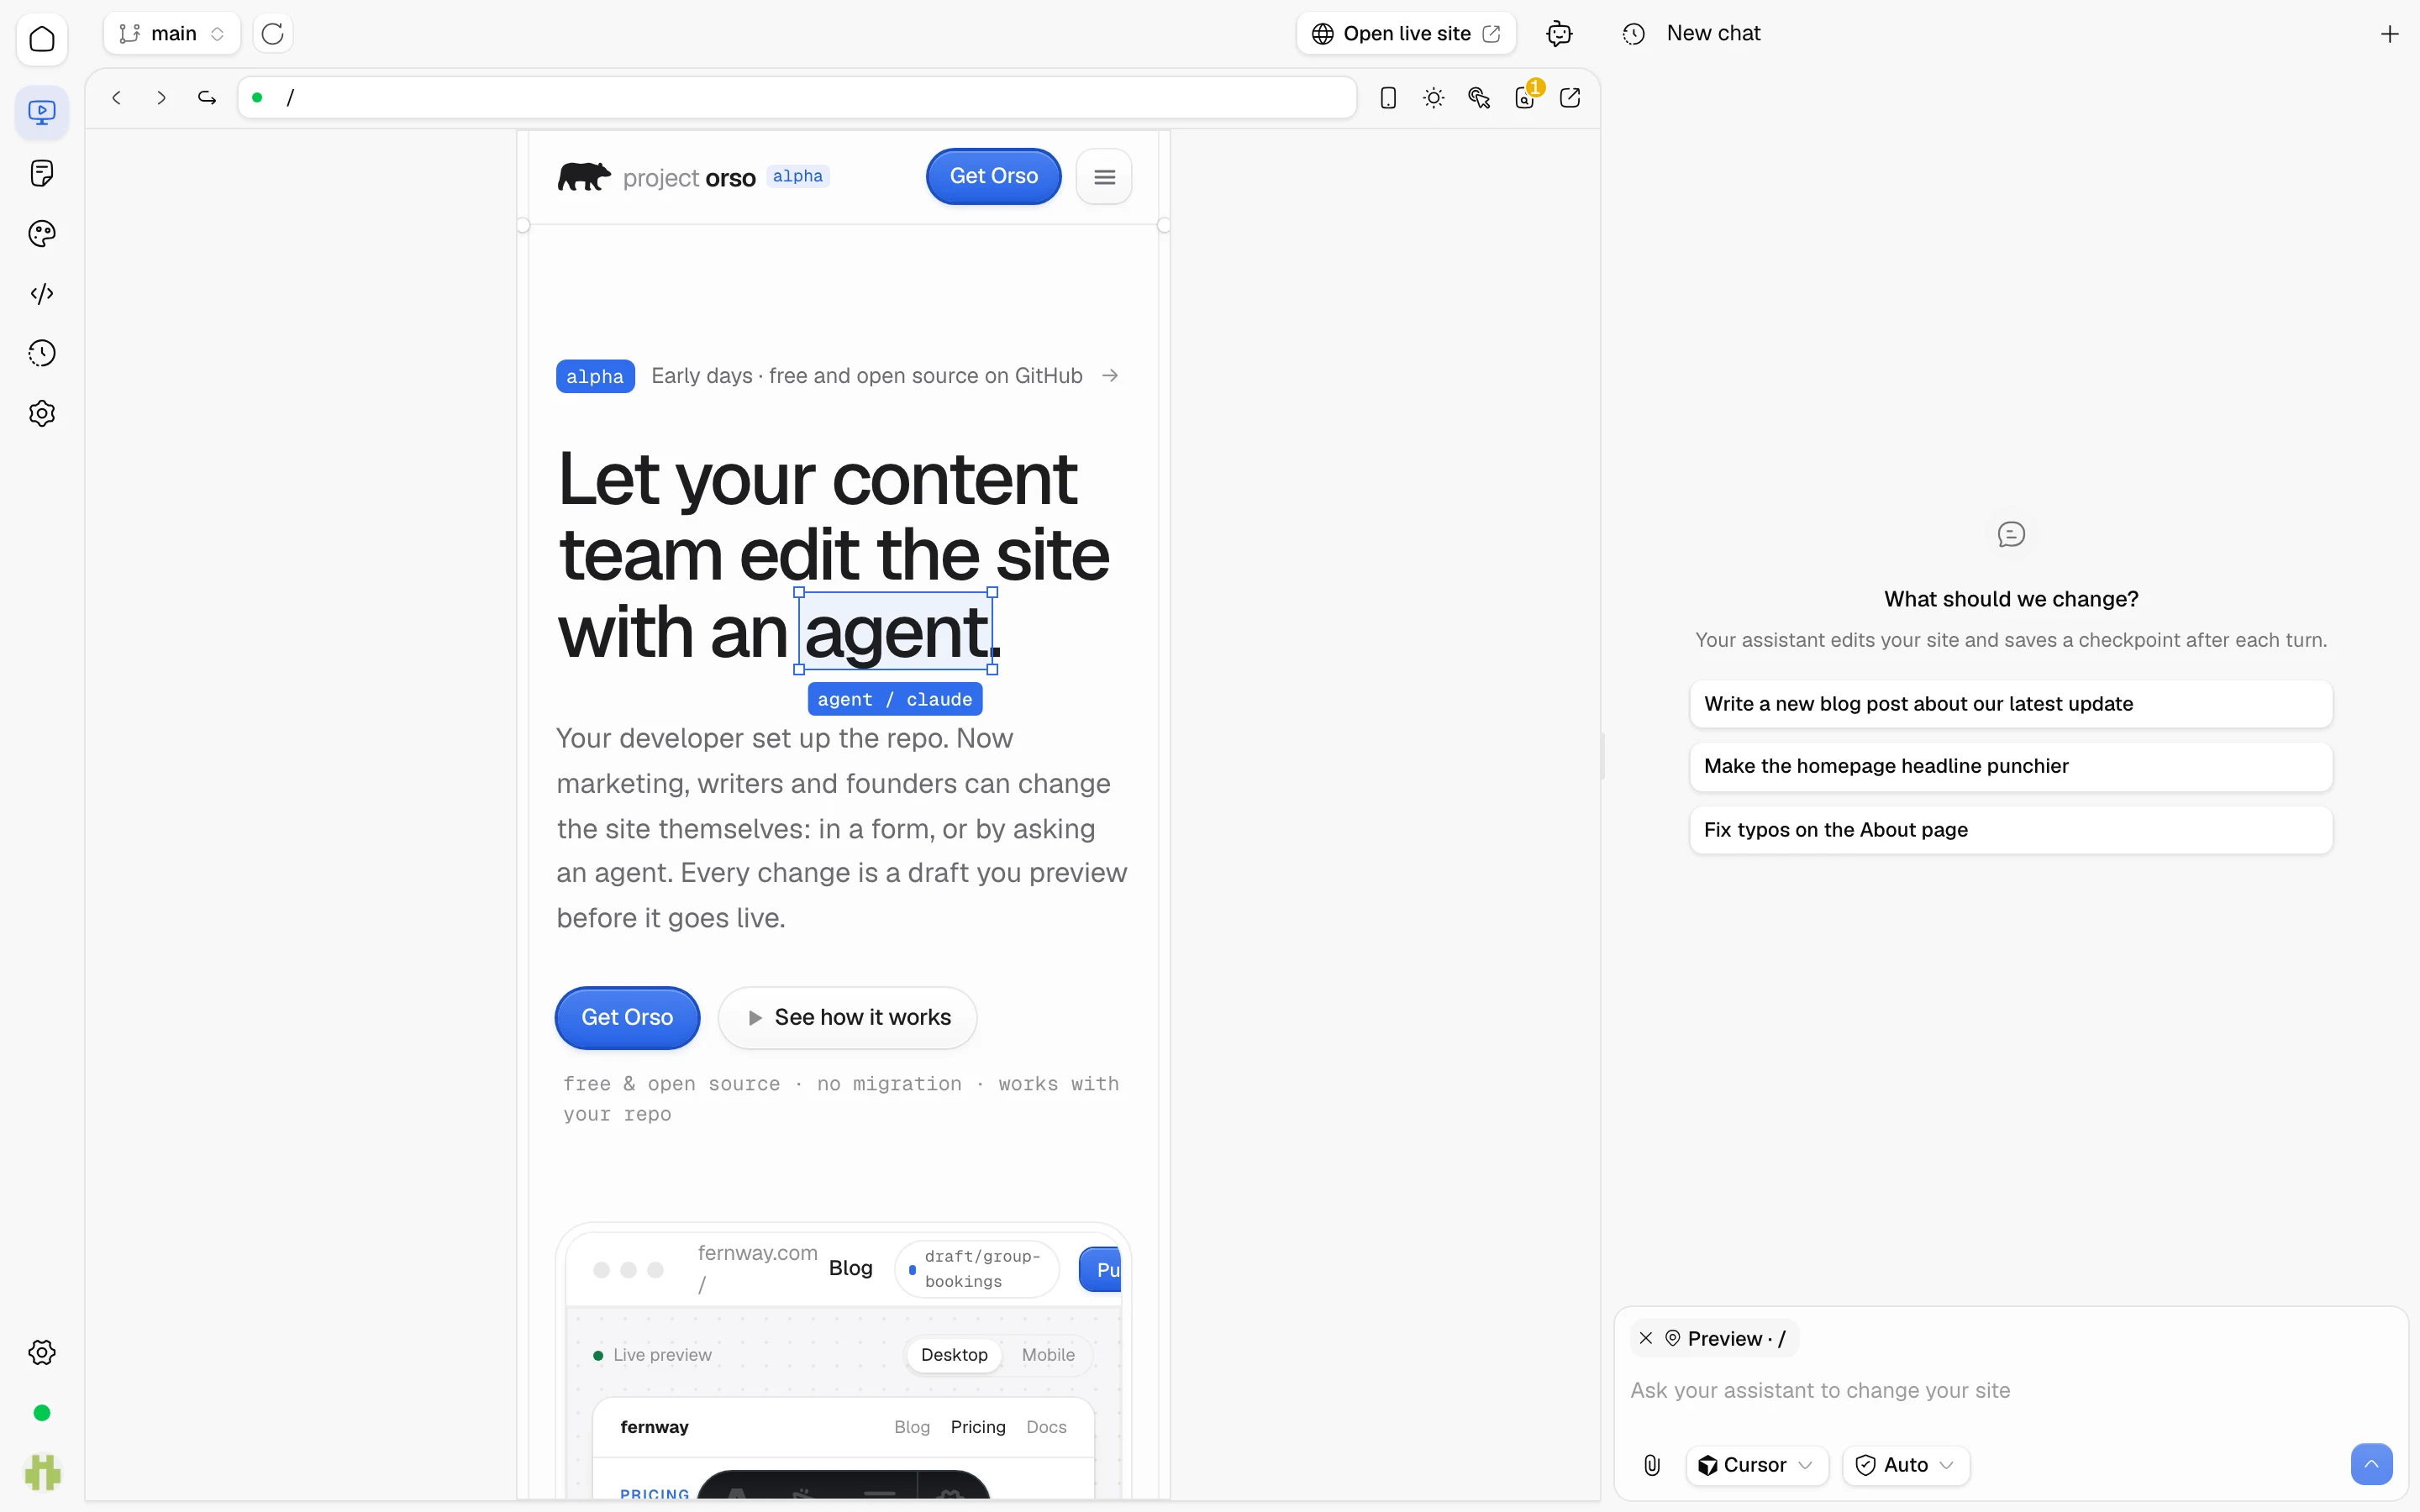 main
Open live site
New chat
/
1
project orso alpha
Get Orso
alpha Early days · free and open source on GitHub →
Let your content
team edit the site
with an agent.
agent / claude
Your developer set up the repo. Now
marketing, writers and founders can change
the site themselves: in a form, or by asking
an agent. Every change is a draft you preview
before it goes live.
Get Orso
See how it works
free & open source · no migration · works with
your repo
fernway.com
/
Blog
draft/group-
bookings
Pu
Live preview
Desktop Mobile
fernway
Blog Pricing Docs
PRICING
What should we change?
Your assistant edits your site and saves a checkpoint after each turn.
Write a new blog post about our latest update
Make the homepage headline punchier
Fix typos on the About page
Preview · /
Ask your assistant to change your site
Cursor
Auto